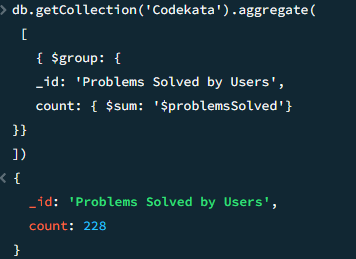 > db.getCollection('Codekata').aggregate(
[
{ $group: {
_id: 'Problems Solved by Users',
count: { $sum: '$problemsSolved'}
}}
])
< {
_id: 'Problems Solved by Users',
count: 228
}